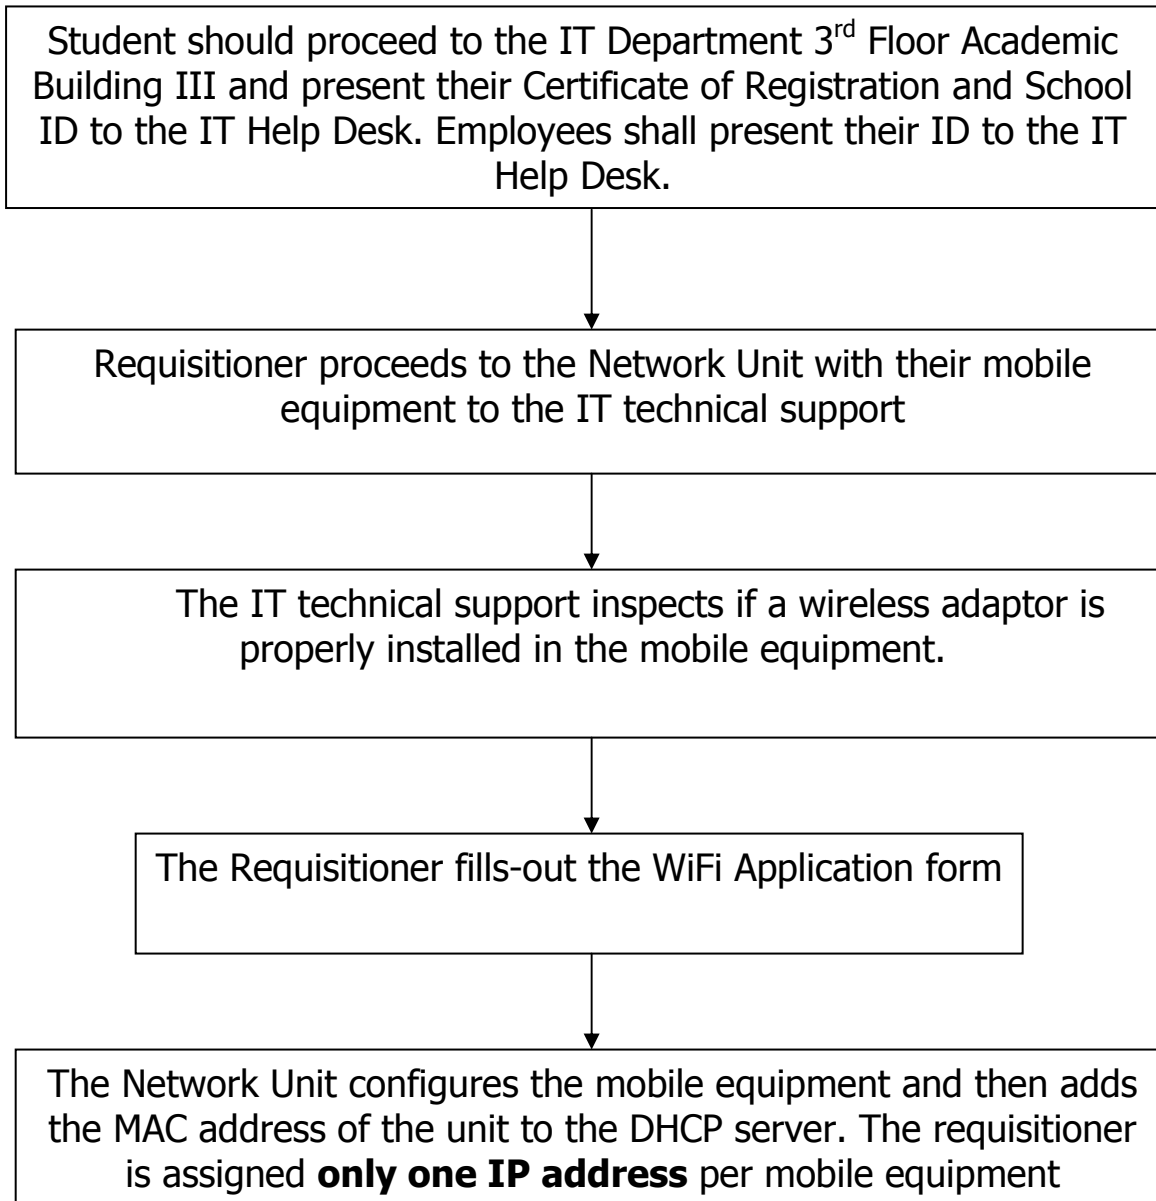 Student should proceed to the IT Department 3rd Floor Academic
Building III and present their Certificate of Registration and School
ID to the IT Help Desk. Employees shall present their ID to the IT
Help Desk.
Requisitioner proceeds to the Network Unit with their mobile
equipment to the IT technical support
The IT technical support inspects if a wireless adaptor is
properly installed in the mobile equipment.
The Requisitioner fills-out the WiFi Application form
The Network Unit configures the mobile equipment and then adds
the MAC address of the unit to the DHCP server. The requisitioner
is assigned only one IP address per mobile equipment